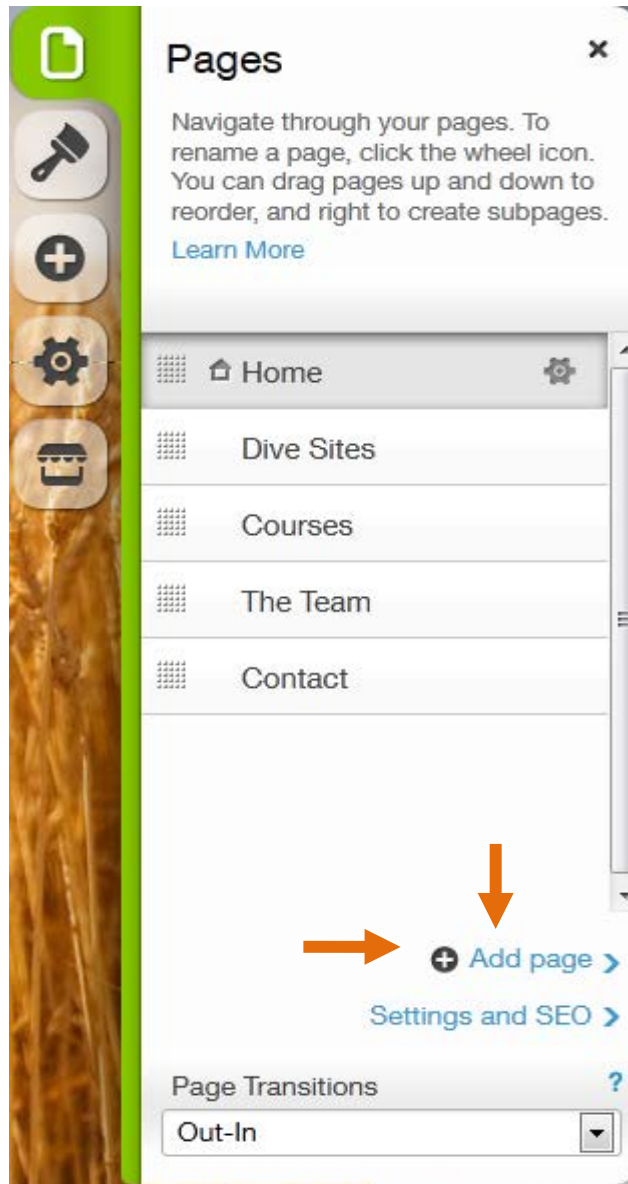 Pages
Navigate through your pages. To
rename a page, click the wheel icon.
You can drag pages up and down to
reorder, and right to create subpages.
Learn More
Home
Dive Sites
Courses
The Team
Contact
Add page
Settings and SEO
Page Transitions ?
Out-In